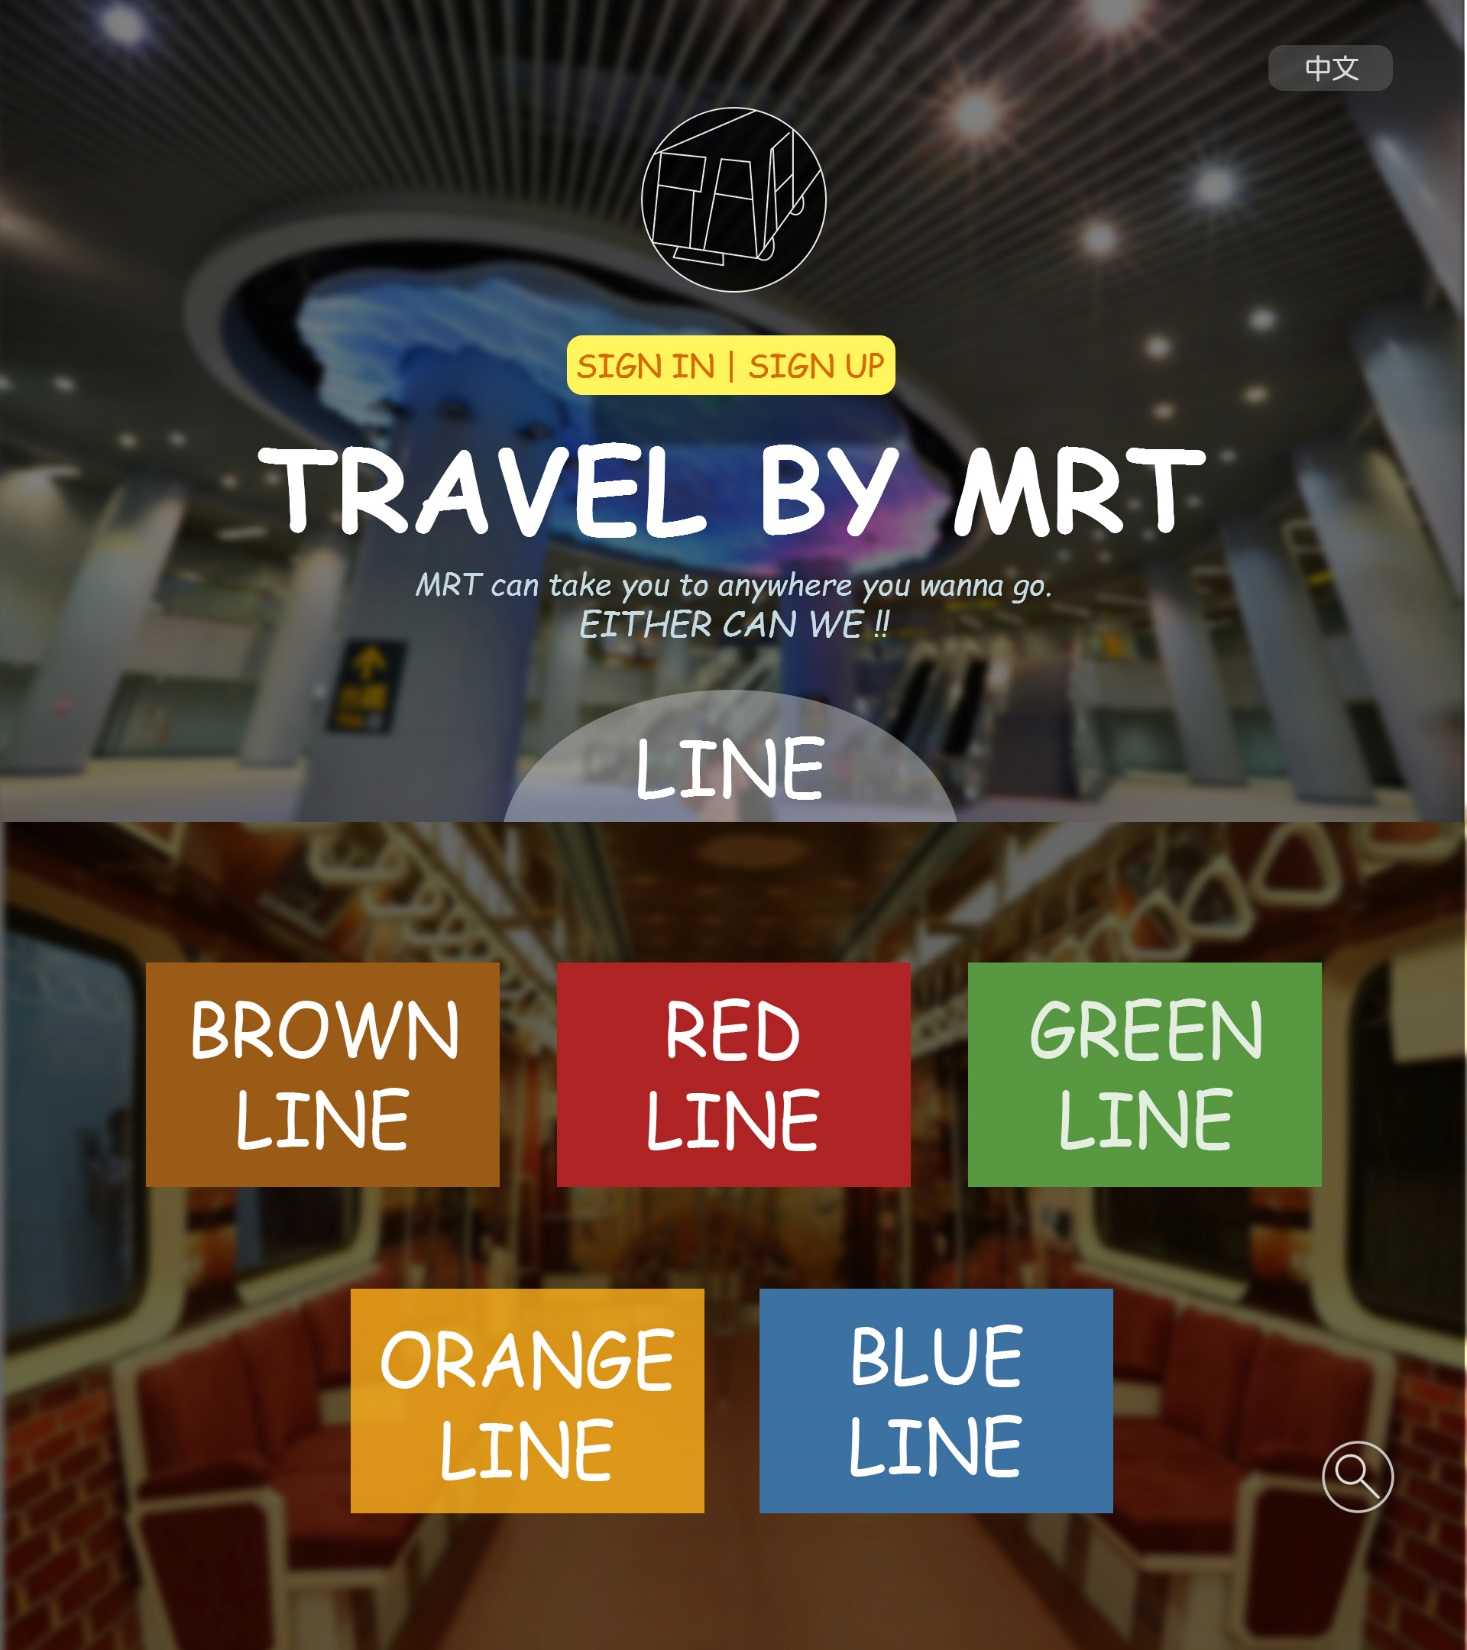 中文
SIGN IN | SIGN UP
TRAVEL BY MRT
MRT can take you to anywhere you wanna go.
EITHER CAN WE !!
LINE
BROWN
LINE
RED
LINE
GREEN
LINE
ORANGE
LINE
BLUE
LINE